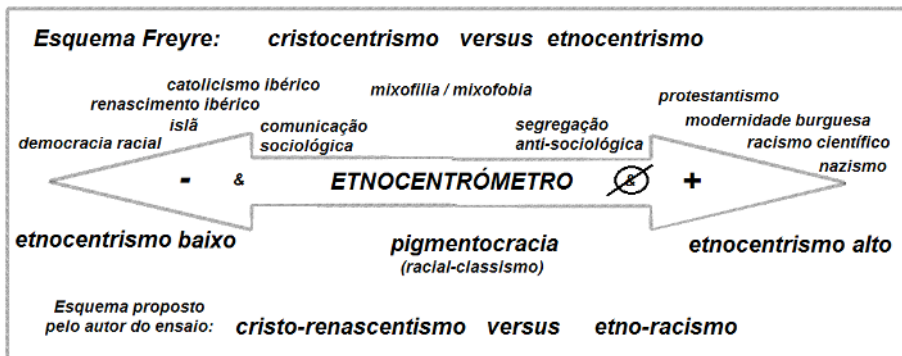 Esquema Freyre: cristocentrismo versus etnocentrismo
catolicismo ibérico
renascimento ibérico
islã
democracia racial
mixofilia / mixofobia
comunicação
sociológica
segregação
anti-sociológica
protestantismo
modernidade burguesa
racismo científico
nazismo
- & ETNOCENTRÓMETRO & +
etnocentrismo baixo
pigmentocracia
(racial-classismo)
etnocentrismo alto
Esquema proposto
pelo autor do ensaio: cristo-renascentismo versus etno-racismo